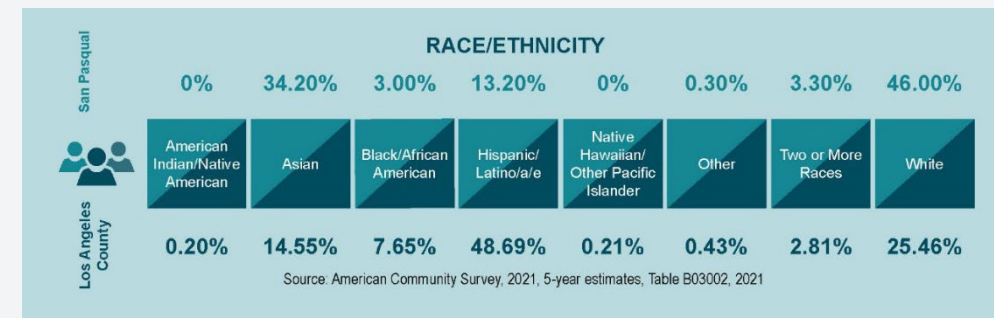 RACE/ETHNICITY
San Pasqual
0% 34.20% 3.00% 13.20% 0% 0.30% 3.30% 46.00%
American
Indian/Native
American
Asian
Black/African
American
Hispanic/
Latino/a/e
Native
Hawaiian/
Other Pacific
Islander
Other
Two or More
Races
White
Los Angeles
County
0.20% 14.55% 7.65% 48.69% 0.21% 0.43% 2.81% 25.46%
Source: American Community Survey, 2021, 5-year estimates, Table B03002, 2021